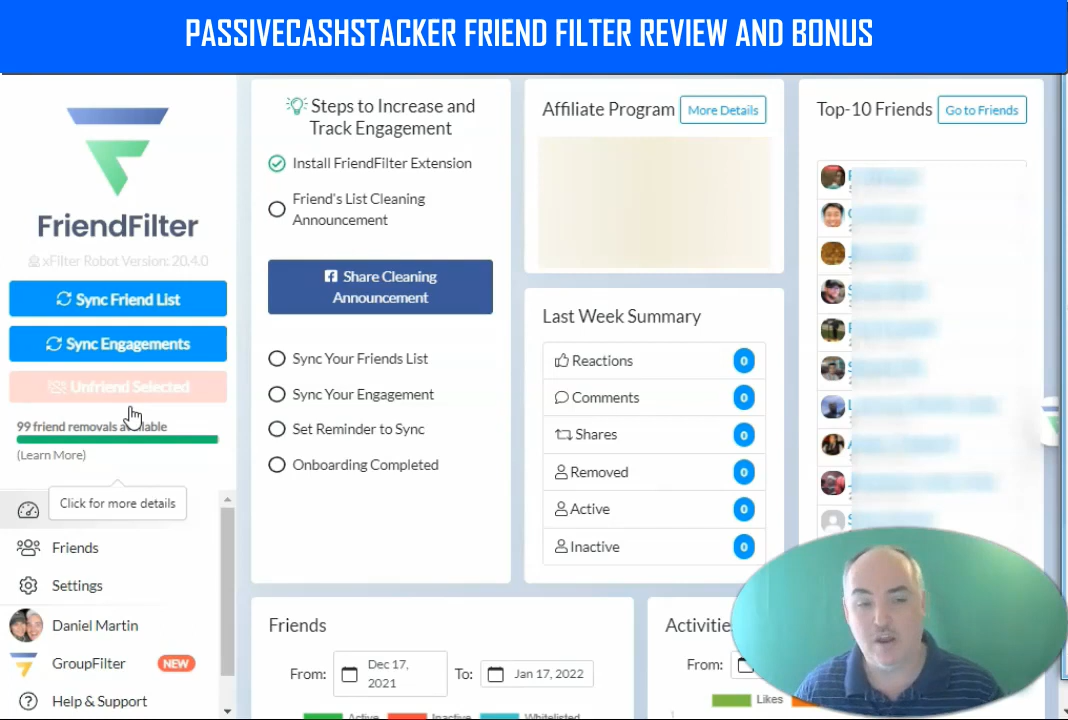 PASSIVECASHSTACKER FRIEND FILTER REVIEW AND BONUS
FriendFilter
xFilter Robot Version: 20.4.0
Sync Friend List
Sync Engagements
Unfriend Selected
99 friend removals
(Learn More)
Click for more details
Friends
Settings
Daniel Martin
GroupFilter NEW
Help & Support
Steps to Increase and
Track Engagement
Install FriendFilter Extension
Friend's List Cleaning
Announcement
Share Cleaning
Announcement
Sync Your Friends List
Sync Your Engagement
Set Reminder to Sync
Onboarding Completed
Affiliate Program More Details
Last Week Summary
Reactions 0
Comments 0
Shares 0
Removed 0
Active 0
Inactive 0
Top-10 Friends Go to Friends
Friends
From: Dec 17,
2021
To: Jan 17, 2022
Active Inactive Whitelisted
Activitie
From:
Likes